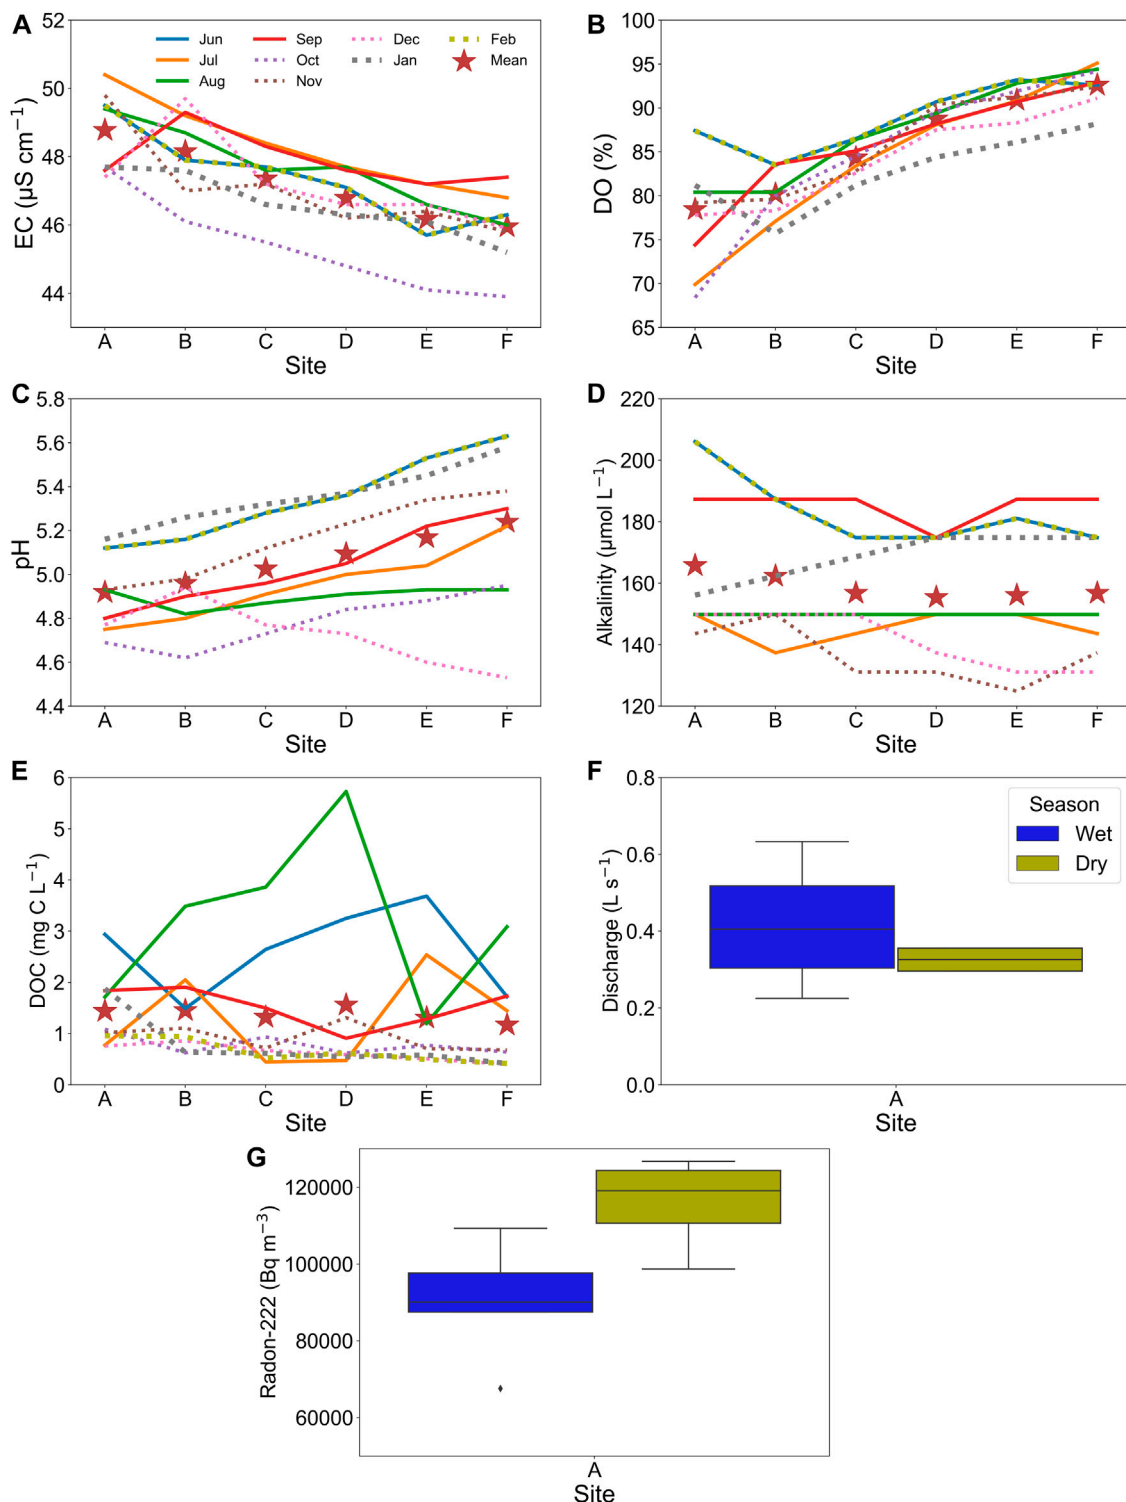 A
B
EC (µS cm⁻¹)
52
50
48
46
44
Jun
Jul
Aug
Sep
Oct
Nov
Dec
Jan
Feb
Mean
A B C D E F
Site
DO (%)
100
95
90
85
80
75
70
65
A B C D E F
Site
C
D
pH
5.8
5.6
5.4
5.2
5.0
4.8
4.6
4.4
A B C D E F
Site
Alkalinity (µmol L⁻¹)
220
200
180
160
140
120
A B C D E F
Site
E
F
DOC (mg C L⁻¹)
6
5
4
3
2
1
0
A B C D E F
Site
Discharge (L s⁻¹)
0.8
0.6
0.4
0.2
0.0
Season
Wet
Dry
A
Site
G
Radon-222 (Bq m⁻³)
120000
100000
80000
60000
A
Site